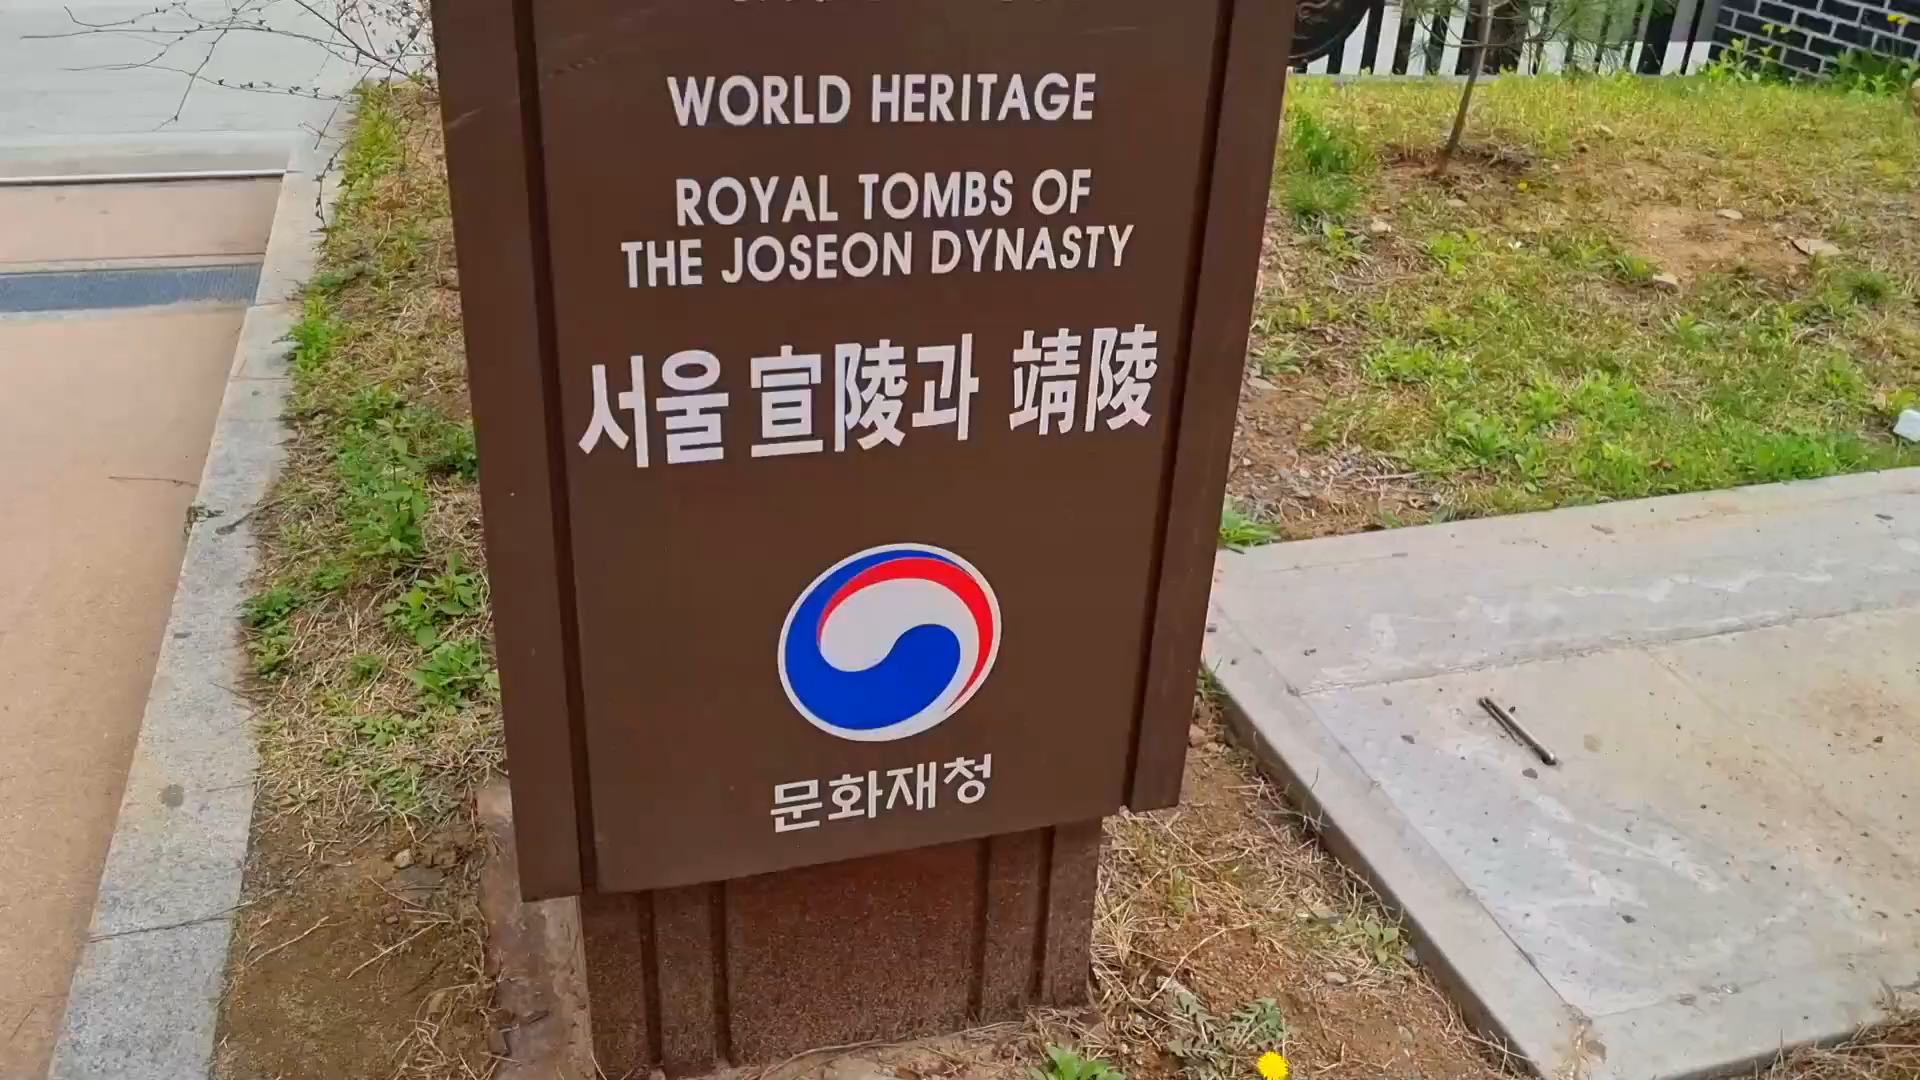 WORLD HERITAGE
ROYAL TOMBS OF
THE JOSEON DYNASTY
서울 宣陵과 靖陵
문화재청